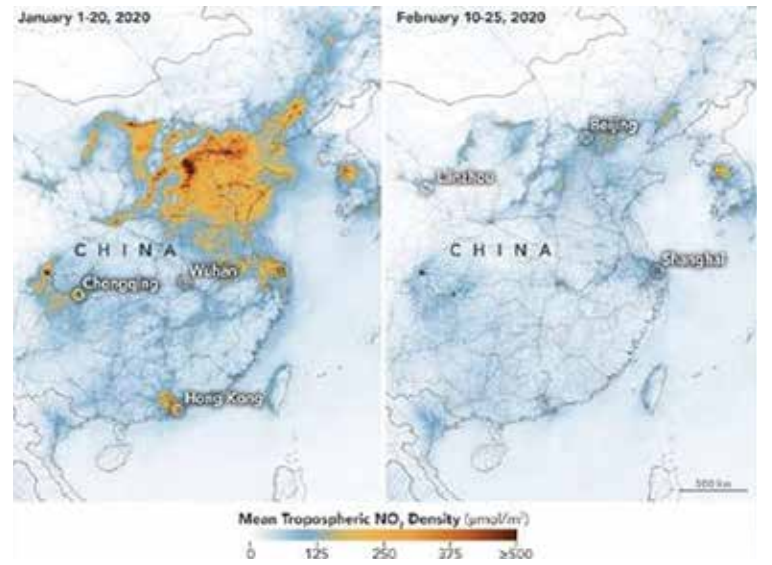 January 1-20, 2020
February 10-25, 2020
Beijing
Lanzhou
CHINA
CHINA
Wuhan
Shanghai
Chongqing
Hong Kong
500 km
Mean Tropospheric NO₂ Density (μmol/m²)
0 125 250 375 ≥500